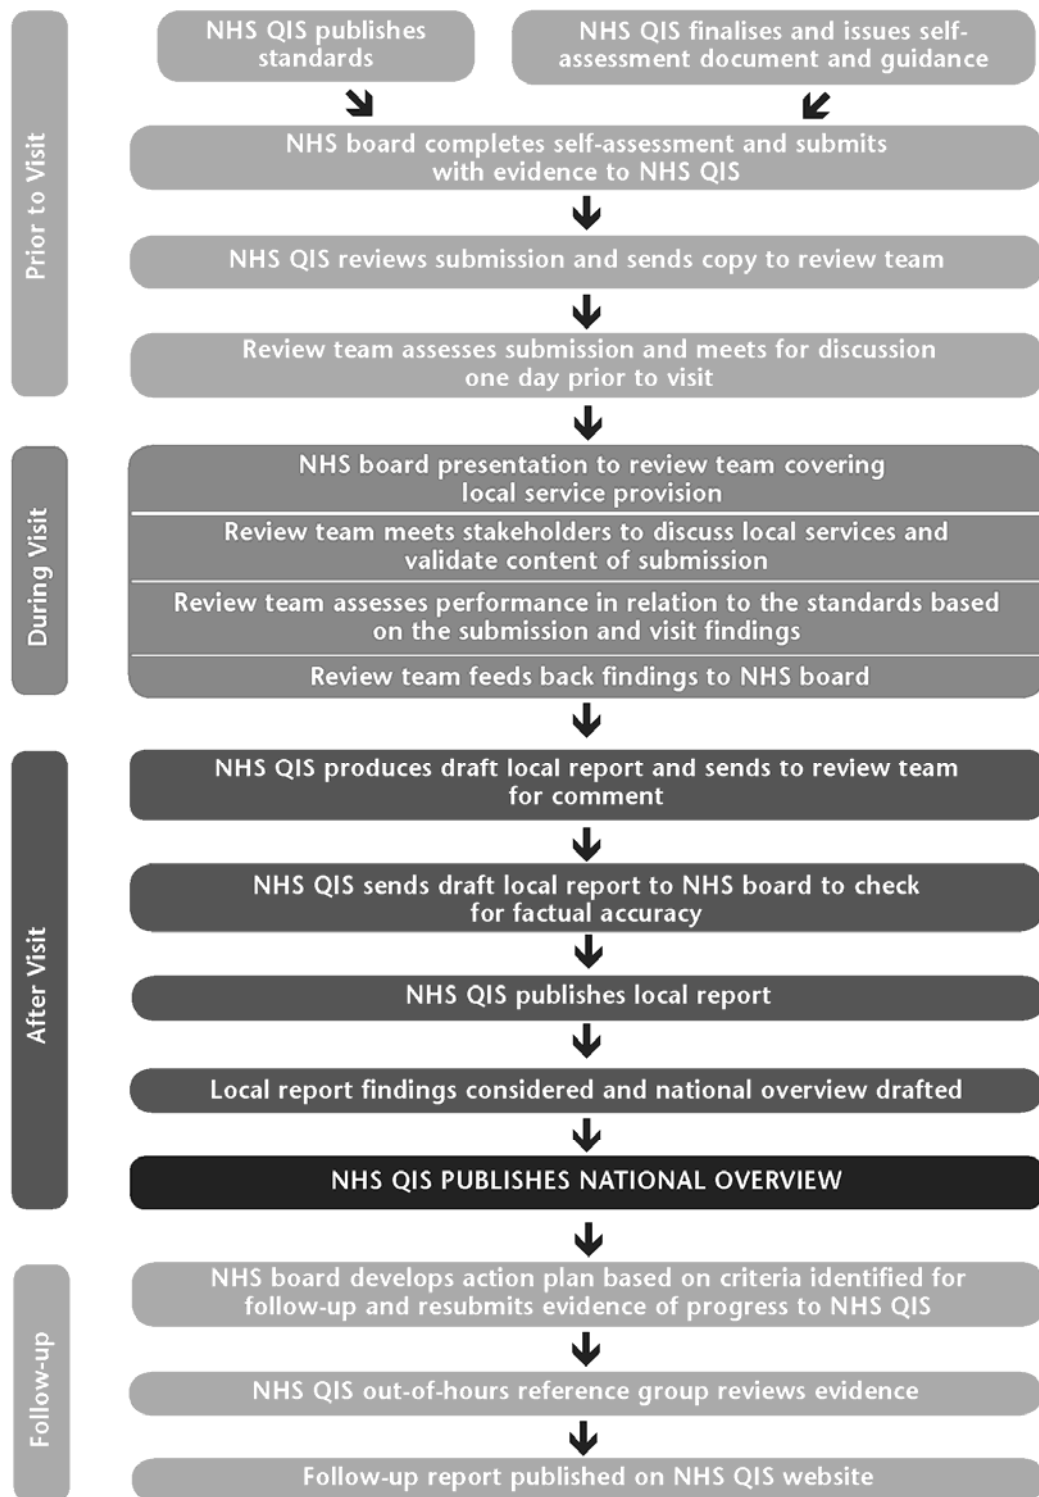 Prior to Visit
NHS QIS publishes
standards
NHS QIS finalises and issues self-
assessment document and guidance
NHS board completes self-assessment and submits
with evidence to NHS QIS
NHS QIS reviews submission and sends copy to review team
Review team assesses submission and meets for discussion
one day prior to visit
During Visit
NHS board presentation to review team covering
local service provision
Review team meets stakeholders to discuss local services and
validate content of submission
Review team assesses performance in relation to the standards based
on the submission and visit findings
Review team feeds back findings to NHS board
After Visit
NHS QIS produces draft local report and sends to review team
for comment
NHS QIS sends draft local report to NHS board to check
for factual accuracy
NHS QIS publishes local report
Local report findings considered and national overview drafted
NHS QIS PUBLISHES NATIONAL OVERVIEW
Follow-up
NHS board develops action plan based on criteria identified for
follow-up and resubmits evidence of progress to NHS QIS
NHS QIS out-of-hours reference group reviews evidence
Follow-up report published on NHS QIS website